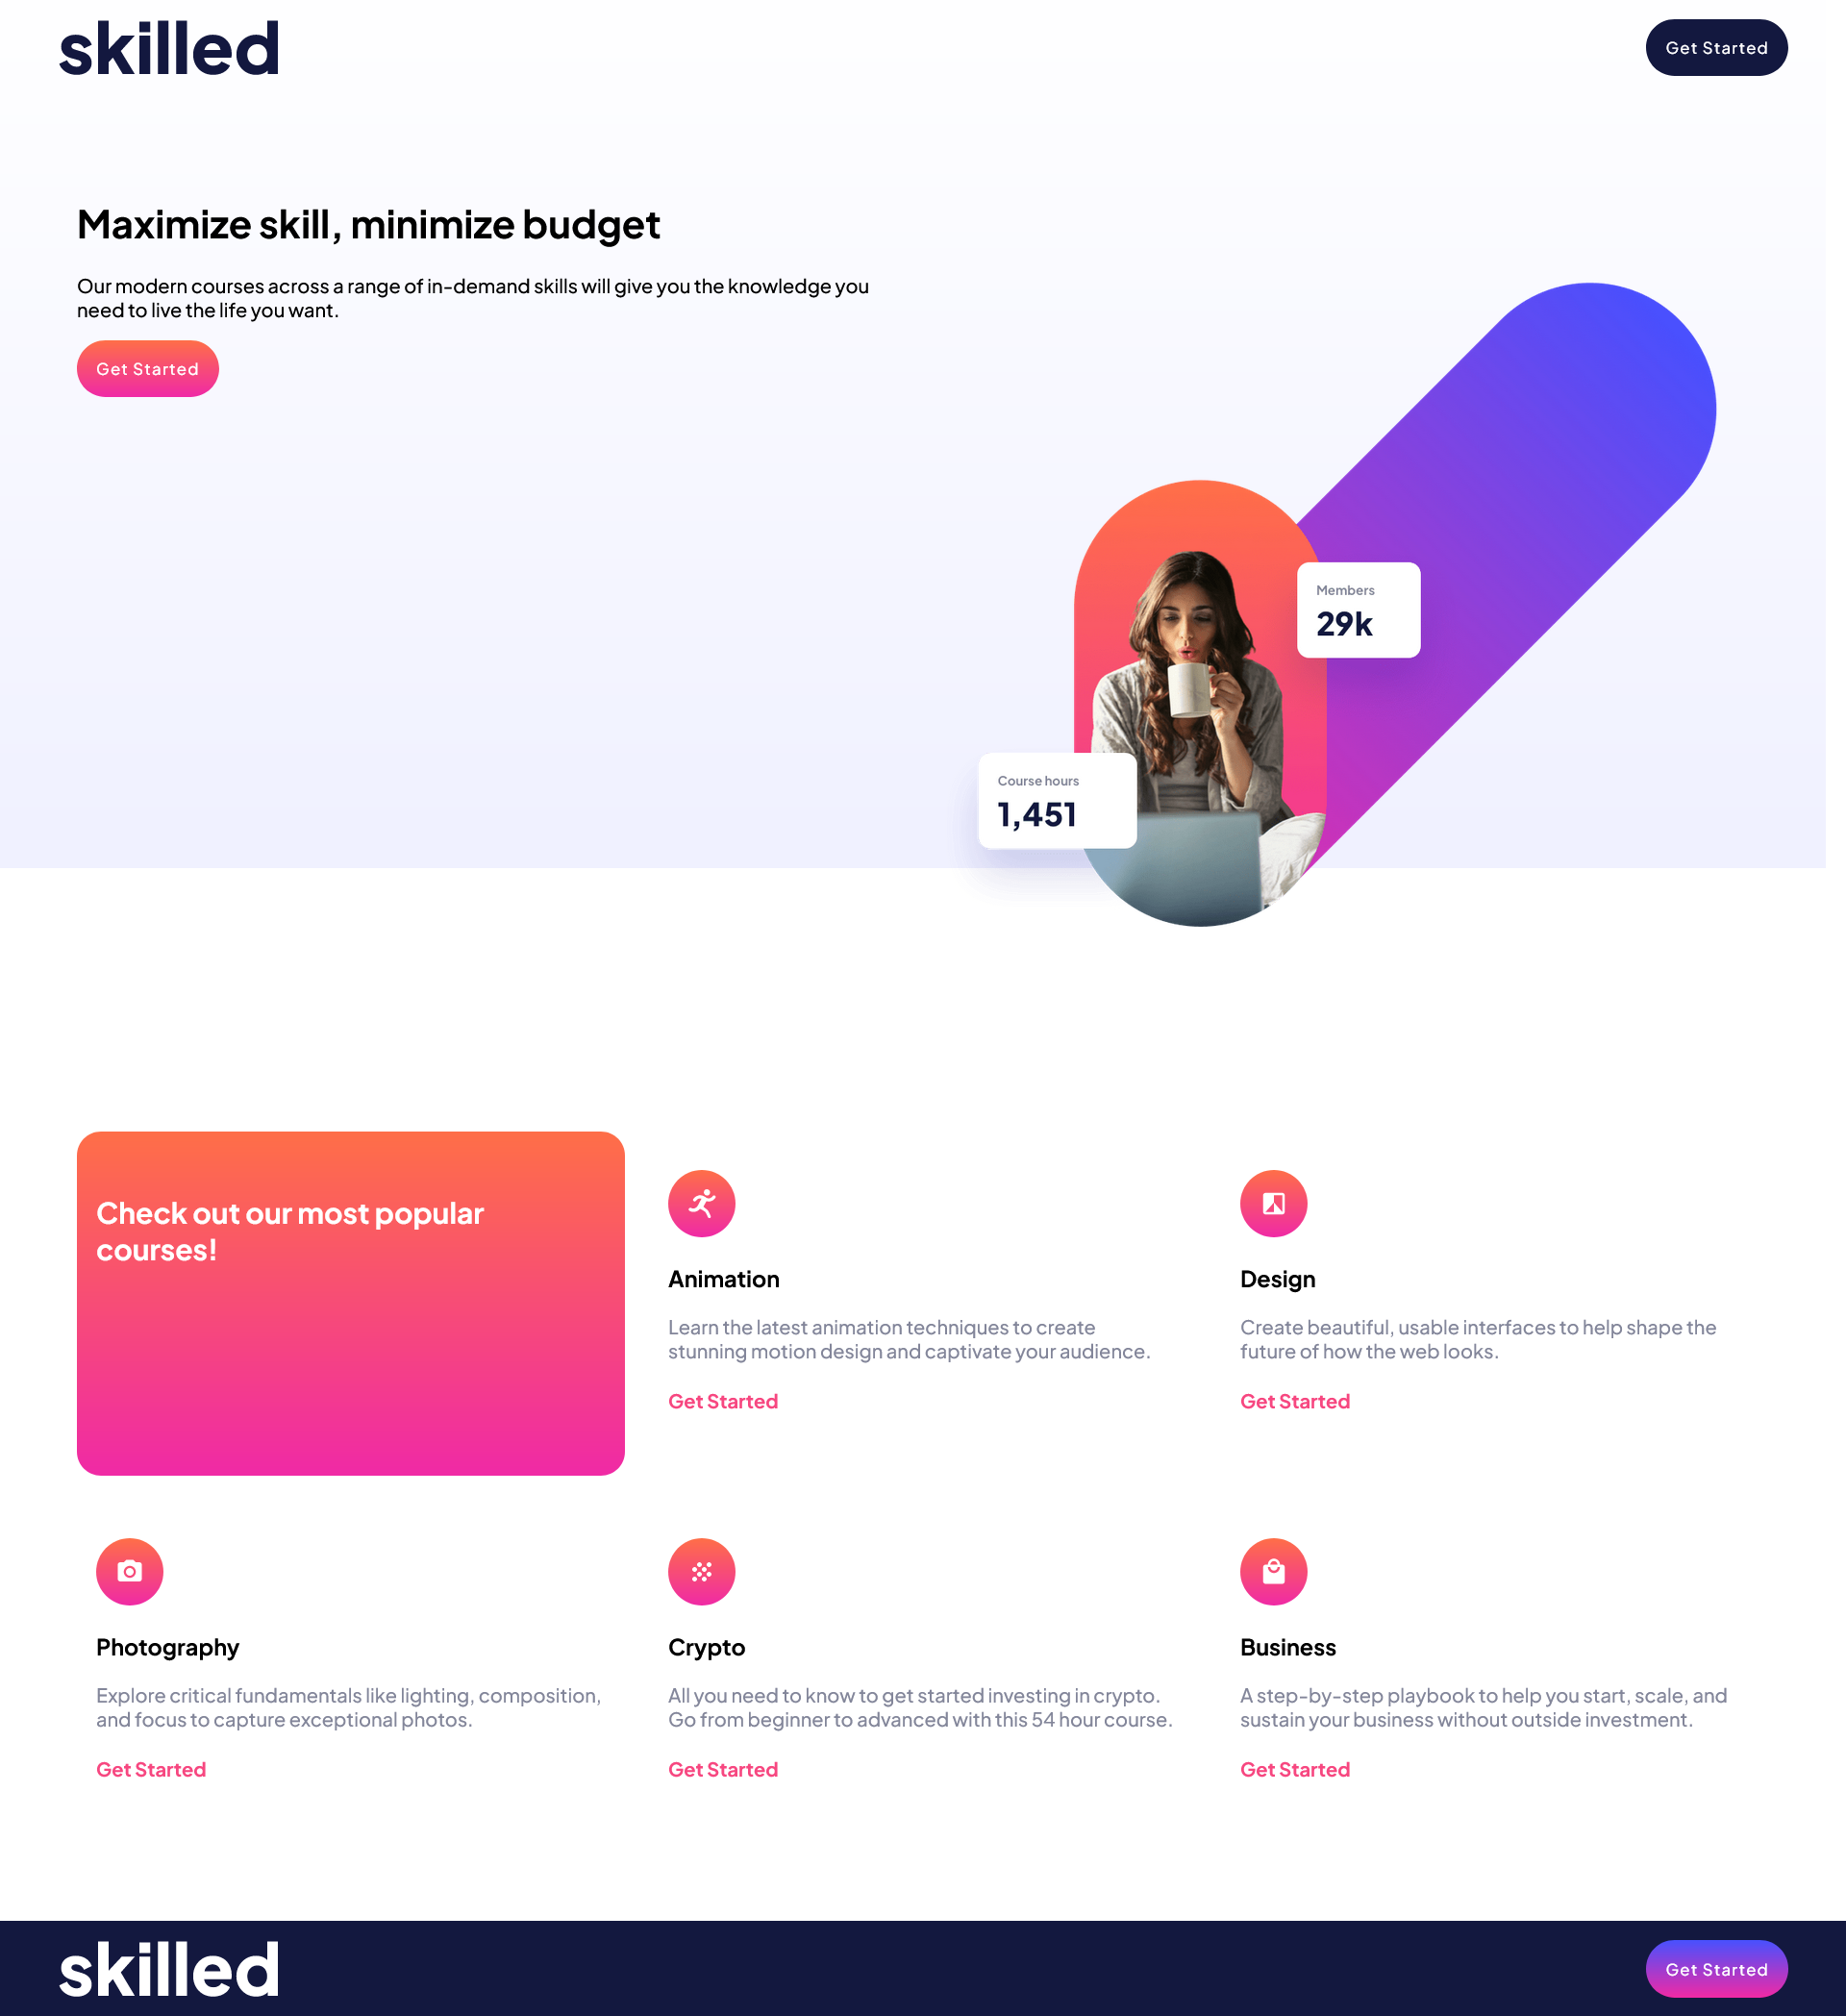 skilled
Get Started
Maximize skill, minimize budget
Our modern courses across a range of in-demand skills will give you the knowledge you
need to live the life you want.
Get Started
Members
29k
Course hours
1,451
Check out our most popular
courses!
Animation
Learn the latest animation techniques to create
stunning motion design and captivate your audience.
Get Started
Design
Create beautiful, usable interfaces to help shape the
future of how the web looks.
Get Started
Photography
Explore critical fundamentals like lighting, composition,
and focus to capture exceptional photos.
Get Started
Crypto
All you need to know to get started investing in crypto.
Go from beginner to advanced with this 54 hour course.
Get Started
Business
A step-by-step playbook to help you start, scale, and
sustain your business without outside investment.
Get Started
skilled
Get Started